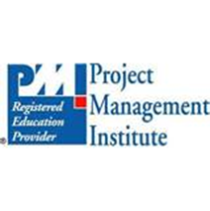 PMI
Registered
Education
Provider
®
Project
Management
Institute